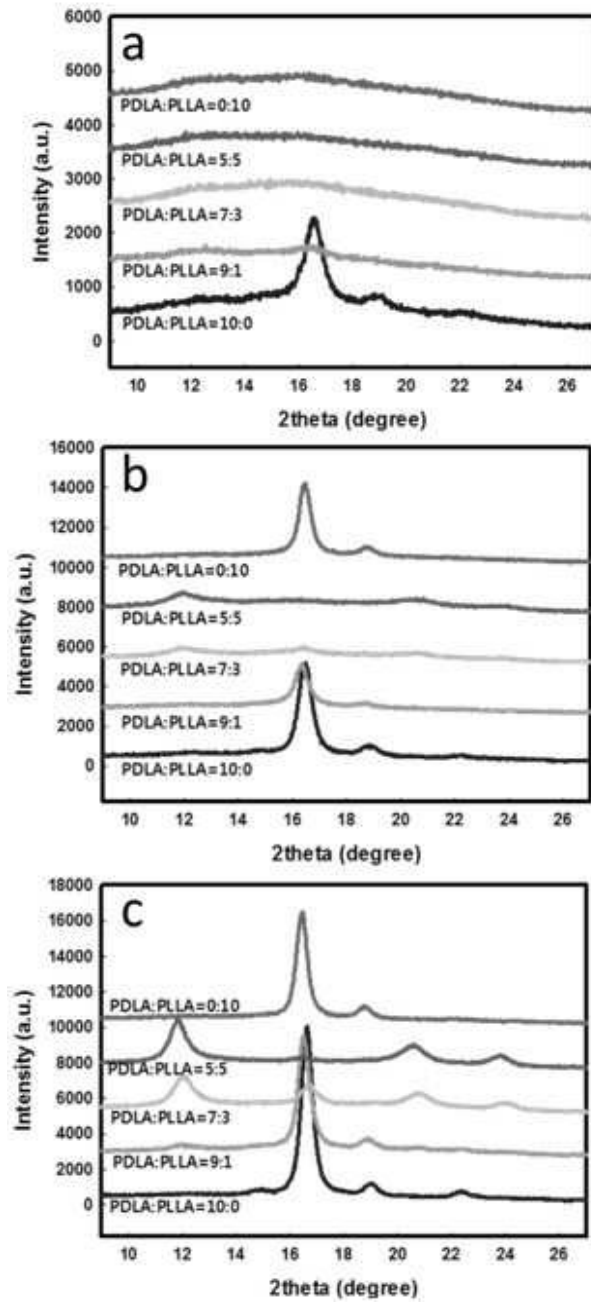 6000
a
5000
PDLA:PLLA=0:10
4000
PDLA:PLLA=5:5
3000
PDLA:PLLA=7:3
2000
PDLA:PLLA=9:1
1000
PDLA:PLLA=10:0
0
Intensity (a.u.)
10 12 14 16 18 20 22 24 26
2theta (degree)
16000
b
14000
12000
PDLA:PLLA=0:10
10000
8000
PDLA:PLLA=5:5
6000
PDLA:PLLA=7:3
4000
PDLA:PLLA=9:1
2000
0
PDLA:PLLA=10:0
Intensity (a.u.)
10 12 14 16 18 20 22 24 26
2theta (degree)
18000
c
16000
14000
12000
PDLA:PLLA=0:10
10000
8000
PDLA:PLLA=5:5
6000
PDLA:PLLA=7:3
4000
PDLA:PLLA=9:1
2000
0
PDLA:PLLA=10:0
Intensity (a.u.)
10 12 14 16 18 20 22 24 26
2theta (degree)